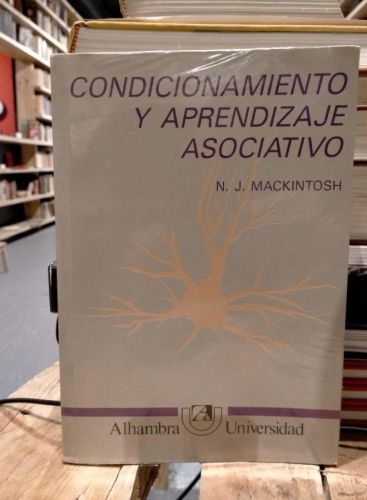 CONDICIONAMIENTO
Y APRENDIZAJE
ASOCIATIVO
N. J. MACKINTOSH
Alhambra Universidad